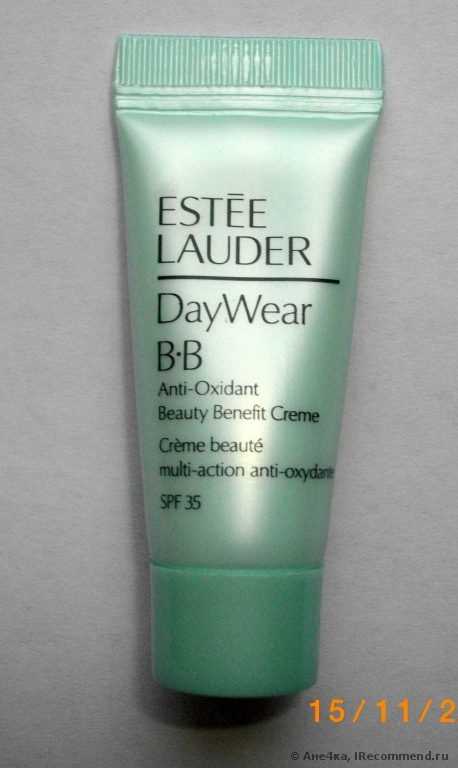 ESTĒE
LAUDER
DayWear
B·B
Anti-Oxidant
Beauty Benefit Creme
Crème beauté
multi-action anti-oxydante
SPF 35
15/11/2
© Ане4ка, IRecommend.ru